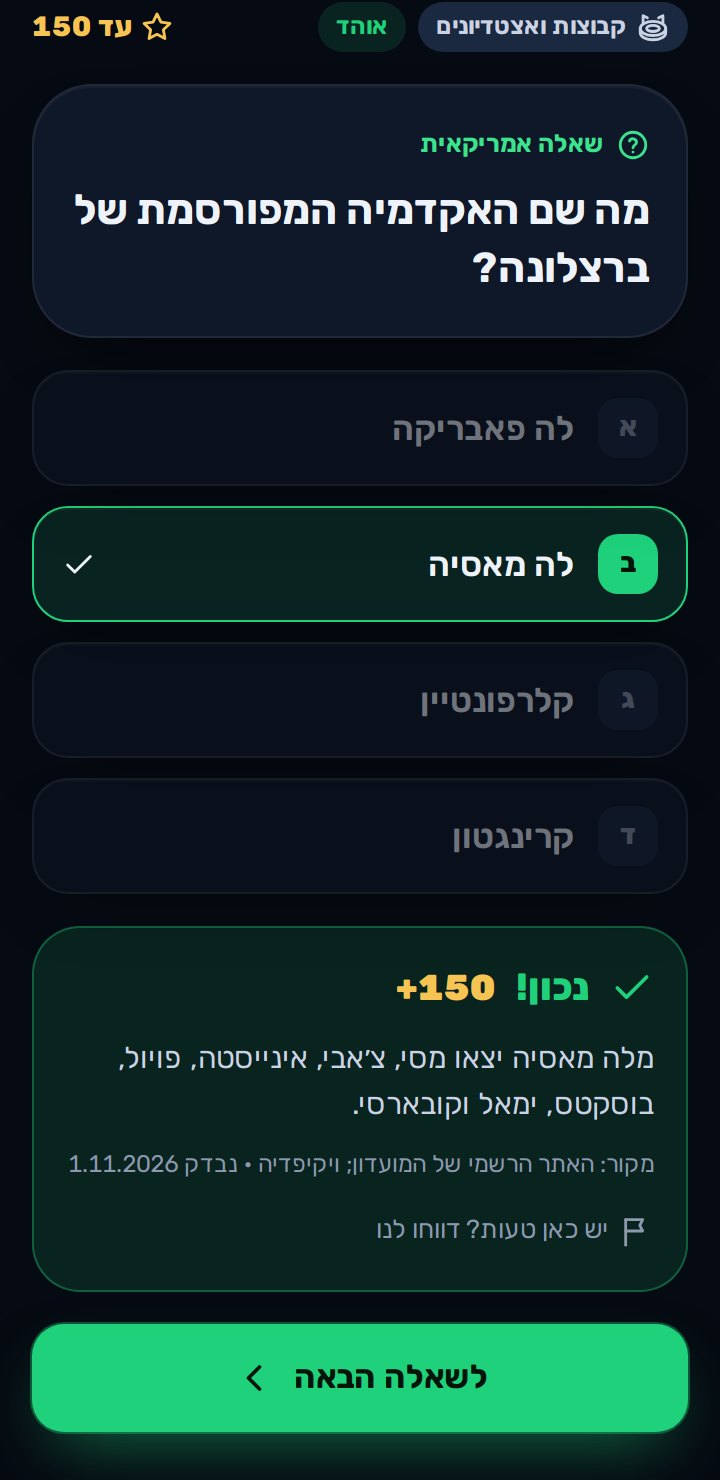 קבוצות ואצטדיונים
אוהד
עד 150
שאלה אמריקאית
מה שם האקדמיה המפורסמת של
ברצלונה?
א
לה פאבריקה
ב
לה מאסיה
ג
קלרפונטיין
ד
קרינגטון
נכון! +150
מלה מאסיה יצאו מסי, צ'אבי, אינייסטה, פויול,
בוסקטס, ימאל וקובארסי.
מקור: האתר הרשמי של המועדון; ויקיפדיה • נבדק 1.11.2026
יש כאן טעות? דווחו לנו
לשאלה הבאה